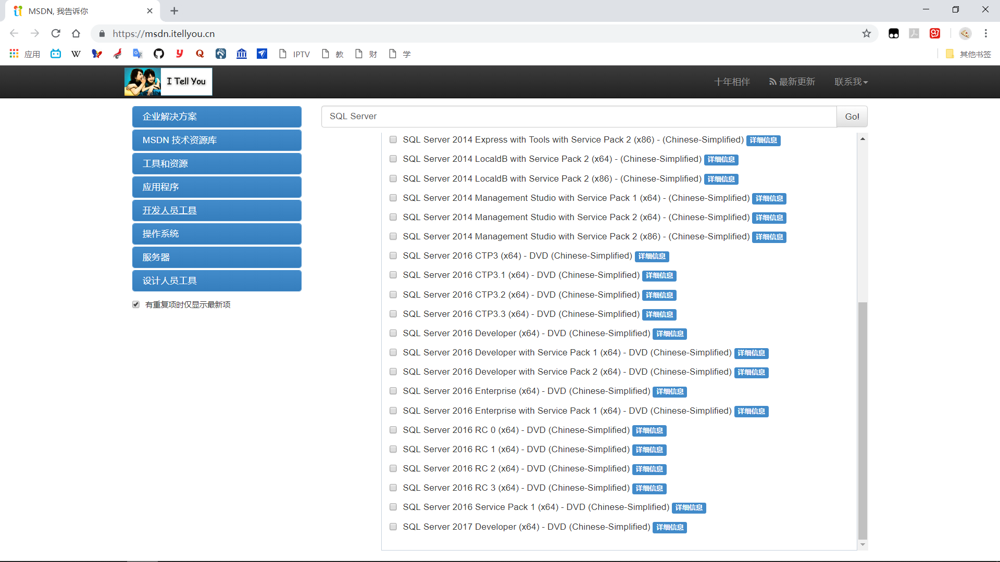 MSDN, 我告诉你
https://msdn.itellyou.cn
应用
IPTV
教
财
学
其他书签
I Tell You
十年相伴
最新更新
联系我
企业解决方案
MSDN 技术资源库
工具和资源
应用程序
开发人员工具
操作系统
服务器
设计人员工具
有重复项时仅显示最新项
SQL Server
Go!
SQL Server 2014 Express with Tools with Service Pack 2 (x86) - (Chinese-Simplified) 详细信息
SQL Server 2014 LocaldB with Service Pack 2 (x64) - (Chinese-Simplified) 详细信息
SQL Server 2014 LocaldB with Service Pack 2 (x86) - (Chinese-Simplified) 详细信息
SQL Server 2014 Management Studio with Service Pack 1 (x64) - (Chinese-Simplified) 详细信息
SQL Server 2014 Management Studio with Service Pack 2 (x64) - (Chinese-Simplified) 详细信息
SQL Server 2014 Management Studio with Service Pack 2 (x86) - (Chinese-Simplified) 详细信息
SQL Server 2016 CTP3 (x64) - DVD (Chinese-Simplified) 详细信息
SQL Server 2016 CTP3.1 (x64) - DVD (Chinese-Simplified) 详细信息
SQL Server 2016 CTP3.2 (x64) - DVD (Chinese-Simplified) 详细信息
SQL Server 2016 CTP3.3 (x64) - DVD (Chinese-Simplified) 详细信息
SQL Server 2016 Developer (x64) - DVD (Chinese-Simplified) 详细信息
SQL Server 2016 Developer with Service Pack 1 (x64) - DVD (Chinese-Simplified) 详细信息
SQL Server 2016 Developer with Service Pack 2 (x64) - DVD (Chinese-Simplified) 详细信息
SQL Server 2016 Enterprise (x64) - DVD (Chinese-Simplified) 详细信息
SQL Server 2016 Enterprise with Service Pack 1 (x64) - DVD (Chinese-Simplified) 详细信息
SQL Server 2016 RC 0 (x64) - DVD (Chinese-Simplified) 详细信息
SQL Server 2016 RC 1 (x64) - DVD (Chinese-Simplified) 详细信息
SQL Server 2016 RC 2 (x64) - DVD (Chinese-Simplified) 详细信息
SQL Server 2016 RC 3 (x64) - DVD (Chinese-Simplified) 详细信息
SQL Server 2016 Service Pack 1 (x64) - DVD (Chinese-Simplified) 详细信息
SQL Server 2017 Developer (x64) - DVD (Chinese-Simplified) 详细信息